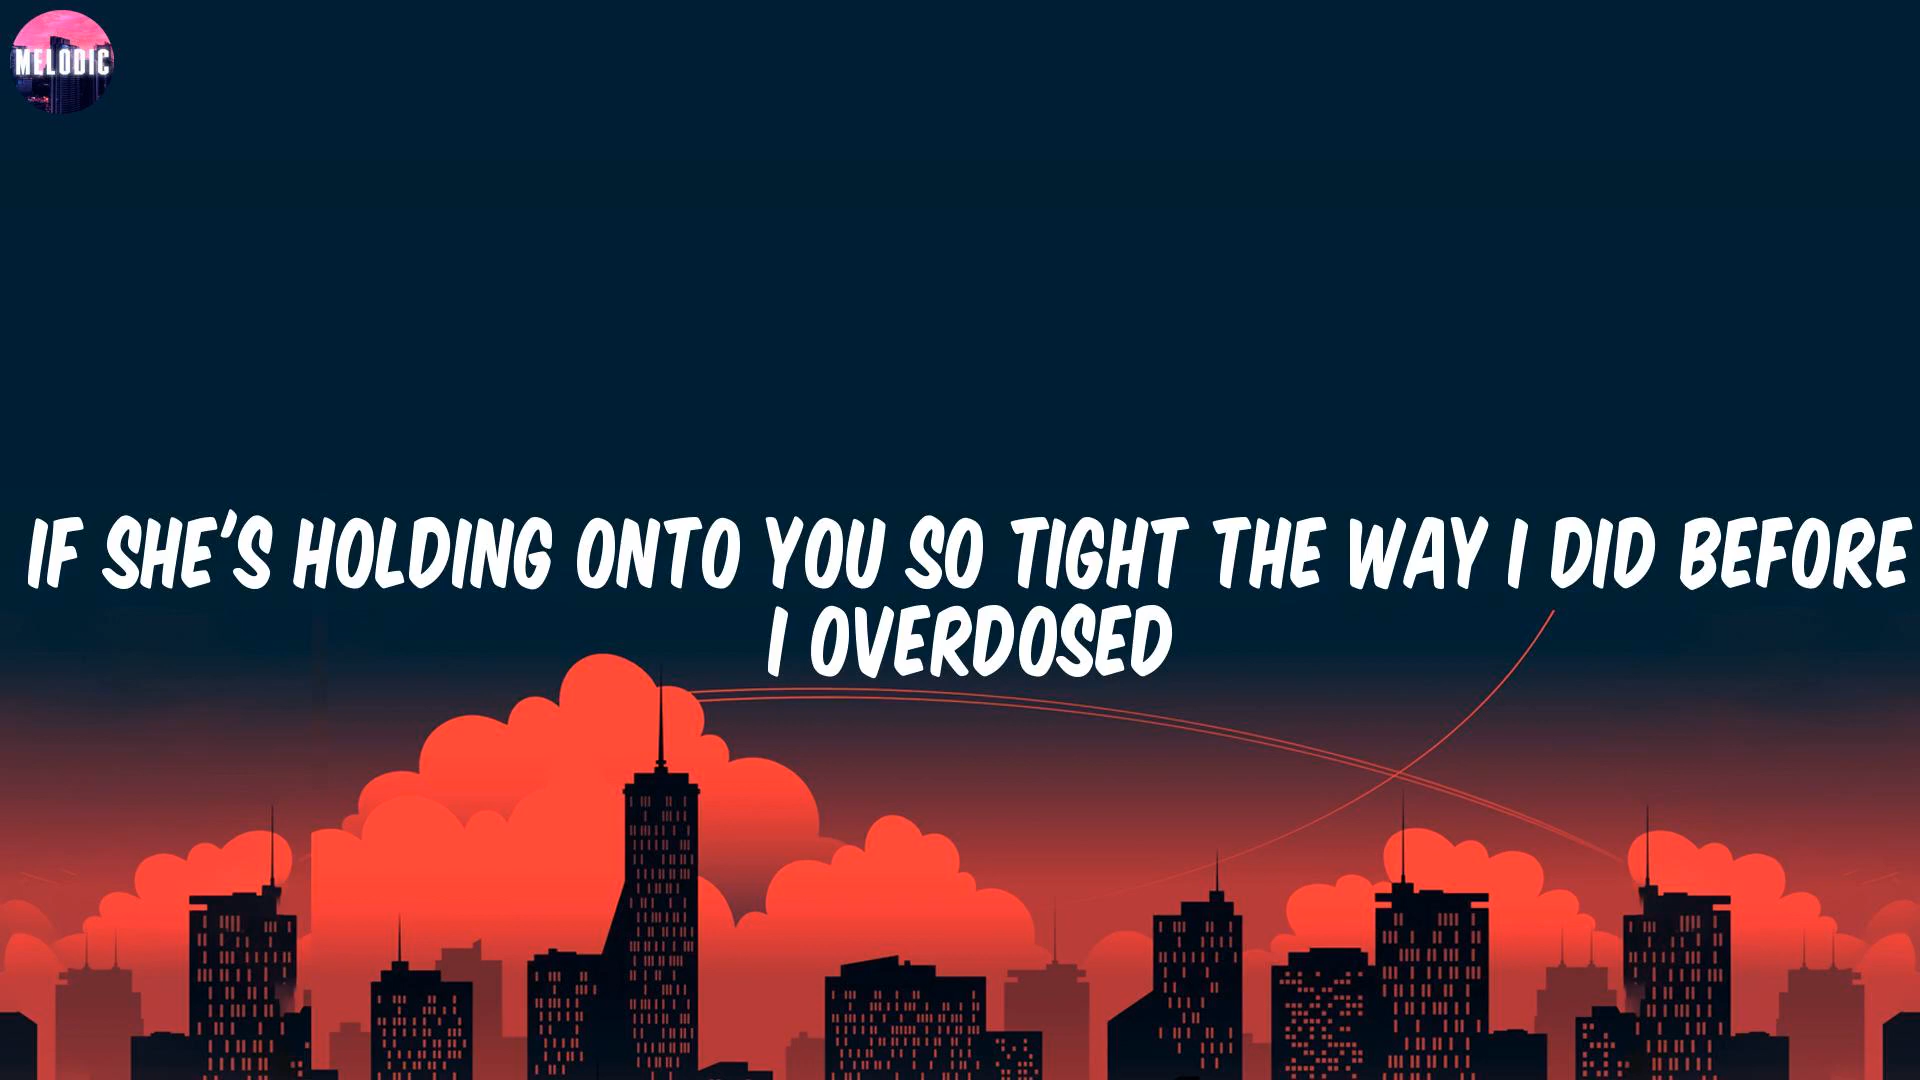 MELODIC
IF SHE'S HOLDING ONTO YOU SO TIGHT THE WAY I DID BEFORE
I OVERDOSED